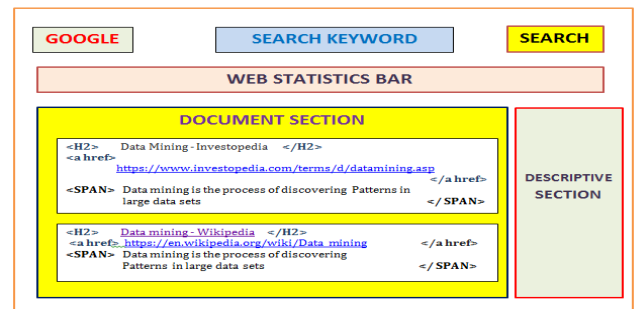 GOOGLE SEARCH KEYWORD SEARCH
WEB STATISTICS BAR
DOCUMENT SECTION
<H2> Data Mining - Investopedia </H2>
<a href>
https://www.investopedia.com/terms/d/datamining.asp
</a href>
<SPAN> Data mining is the process of discovering Patterns in
large data sets </SPAN>
<H2> Data mining - Wikipedia </H2>
<a href> https://en.wikipedia.org/wiki/Data_mining </a href>
<SPAN> Data mining is the process of discovering
Patterns in large data sets </SPAN>
DESCRIPTIVE
SECTION